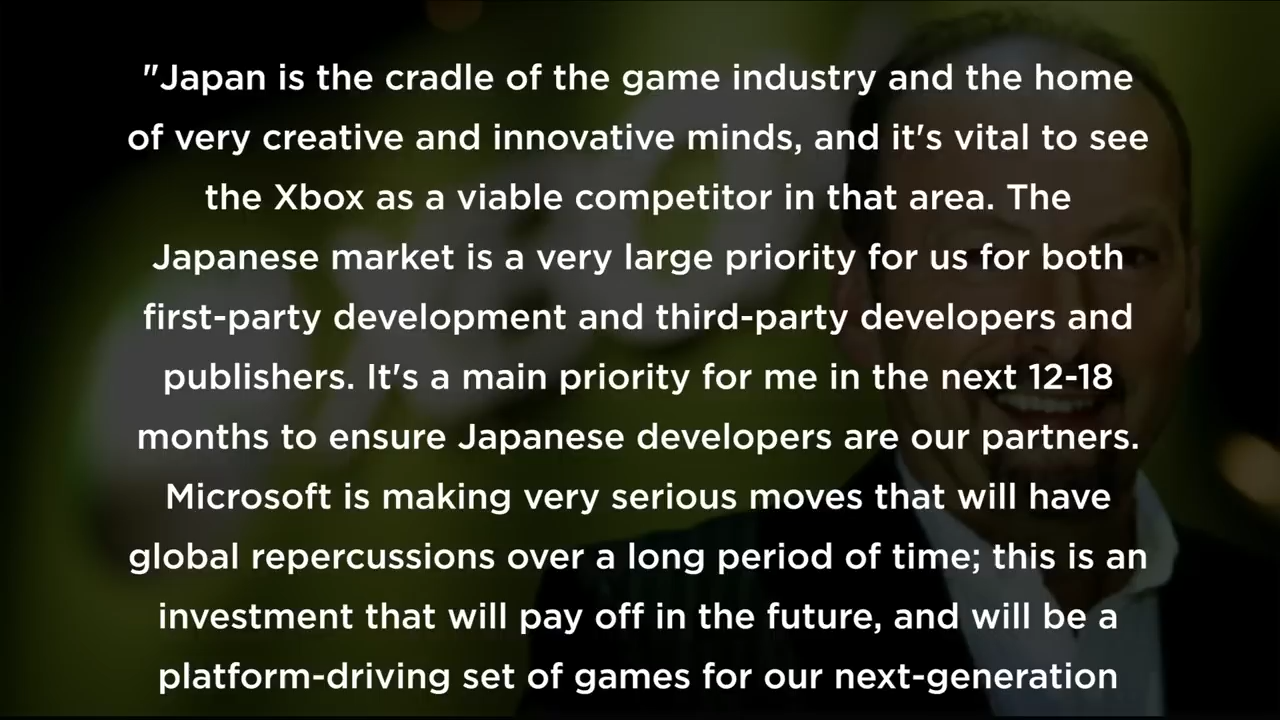 "Japan is the cradle of the game industry and the home
of very creative and innovative minds, and it's vital to see
the Xbox as a viable competitor in that area. The
Japanese market is a very large priority for us for both
first-party development and third-party developers and
publishers. It's a main priority for me in the next 12-18
months to ensure Japanese developers are our partners.
Microsoft is making very serious moves that will have
global repercussions over a long period of time; this is an
investment that will pay off in the future, and will be a
platform-driving set of games for our next-generation